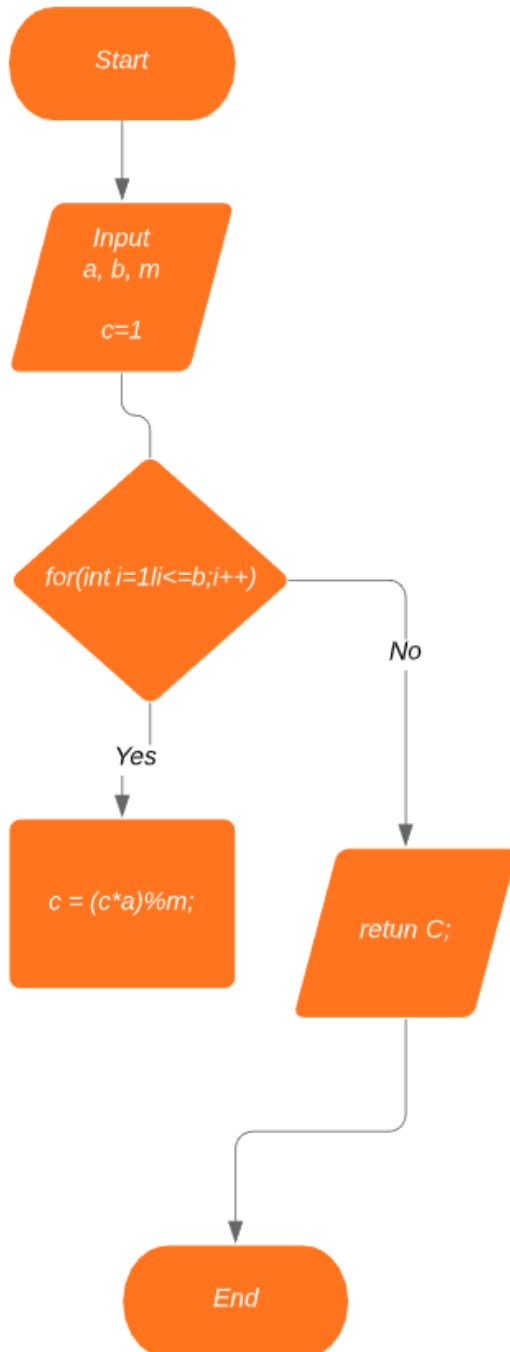 Start
Input
a, b, m
c=1
for(int i=1li<=b;i++)
No
Yes
c = (c*a)%m;
retun C;
End